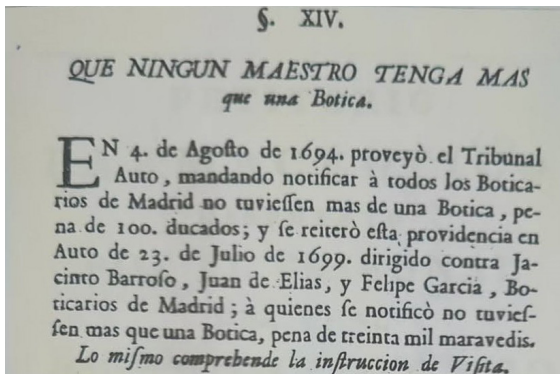 §. XIV.
QUE NINGUN MAESTRO TENGA MAS
que una Botica.
EN 4. de Agoſto de 1694. proveyò el Tribunal
Auto, mandando notificar à todos los Botica-
rios de Madrid no tuvieſſen mas de una Botica, pe-
na de 100. ducados; y ſe reiterò eſta providencia en
Auto de 23. de Julio de 1699. dirigido contra Ja-
cinto Barroſo, Juan de Elias, y Felipe Garcia, Bo-
ticarios de Madrid; à quienes ſe notificò no tuvieſ-
ſen mas que una Botica, pena de treinta mil maravedis.
Lo miſmo comprehende la inſtruccion de Viſita.